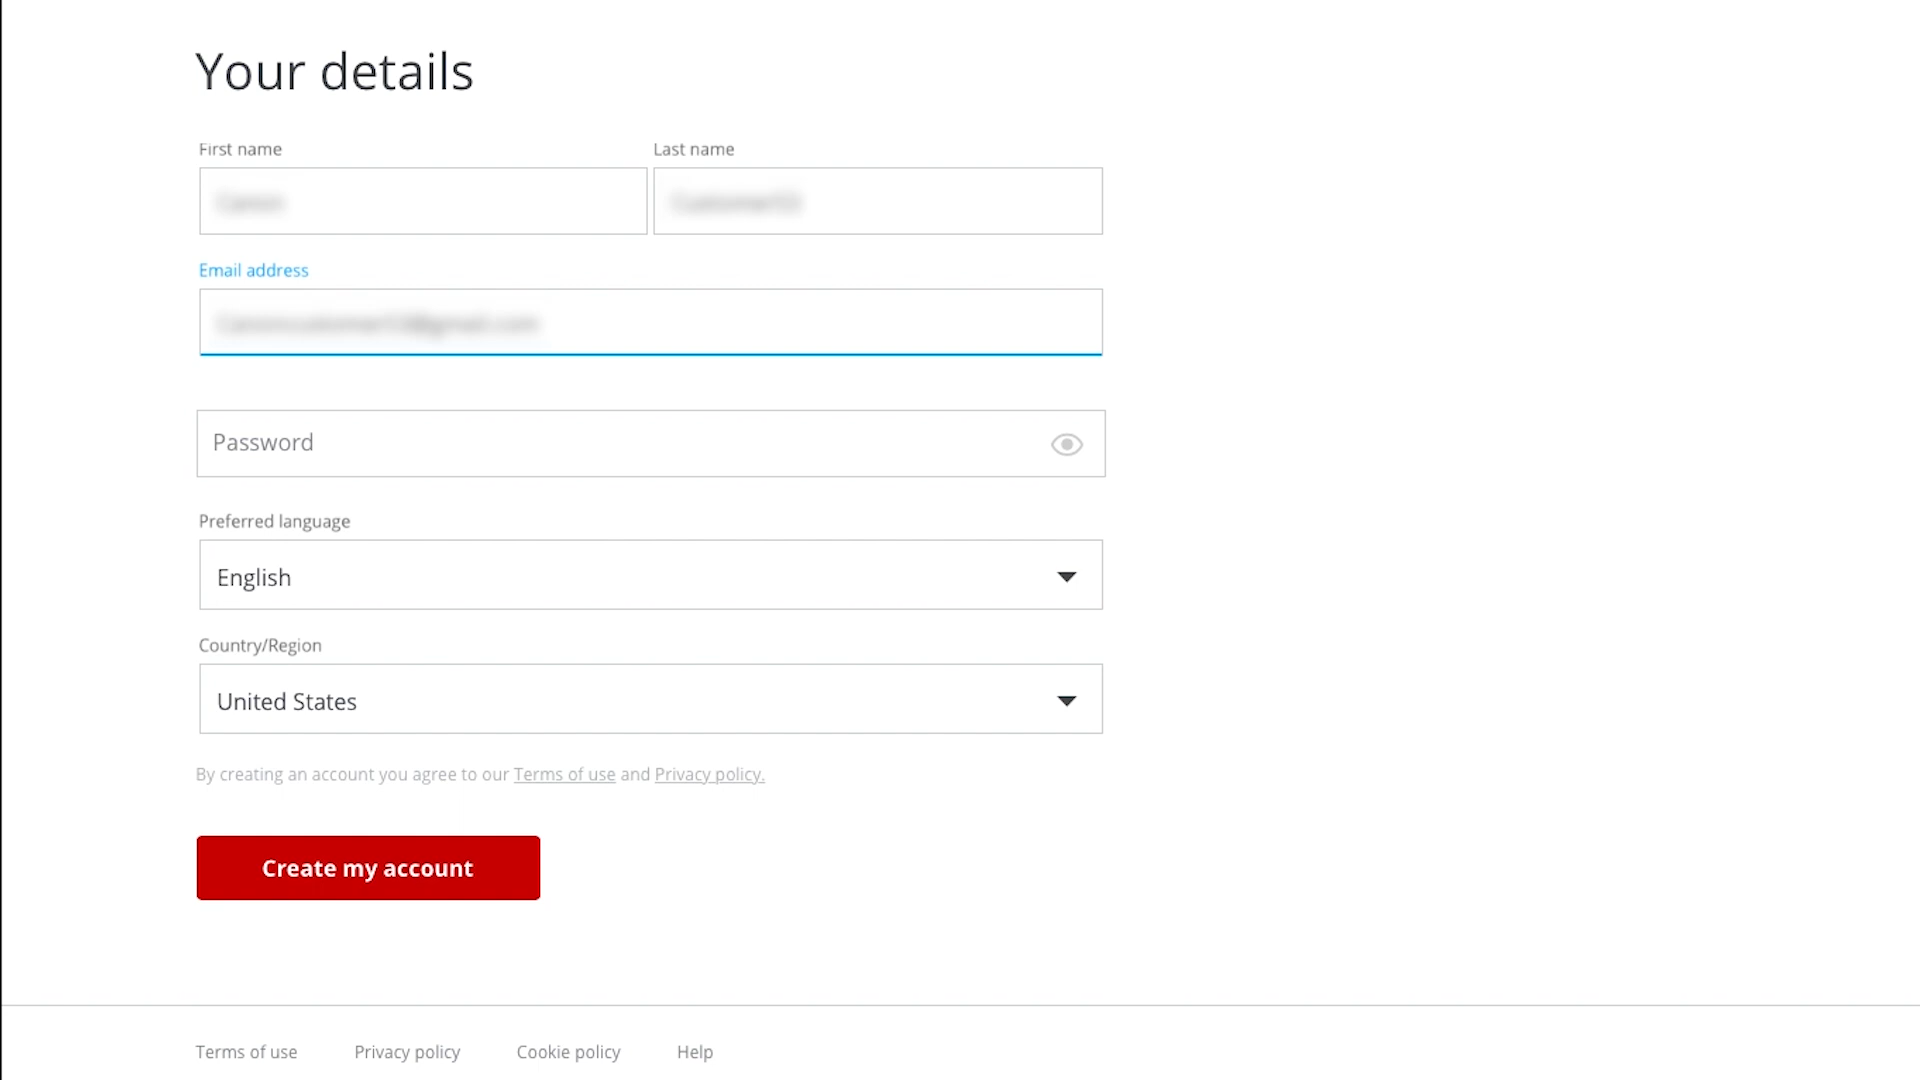 Your details
First name Last name
Email address
Password
Preferred language
English
Country/Region
United States
By creating an account you agree to our Terms of use and Privacy policy.
Create my account
Terms of use Privacy policy Cookie policy Help